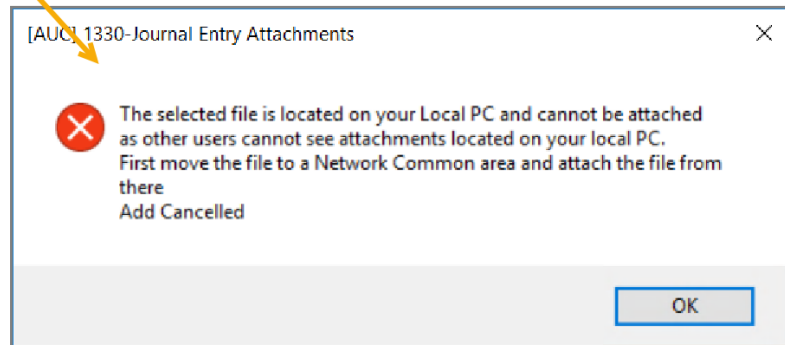 [AUC] 1330-Journal Entry Attachments
The selected file is located on your Local PC and cannot be attached
as other users cannot see attachments located on your local PC.
First move the file to a Network Common area and attach the file from
there
Add Cancelled
OK